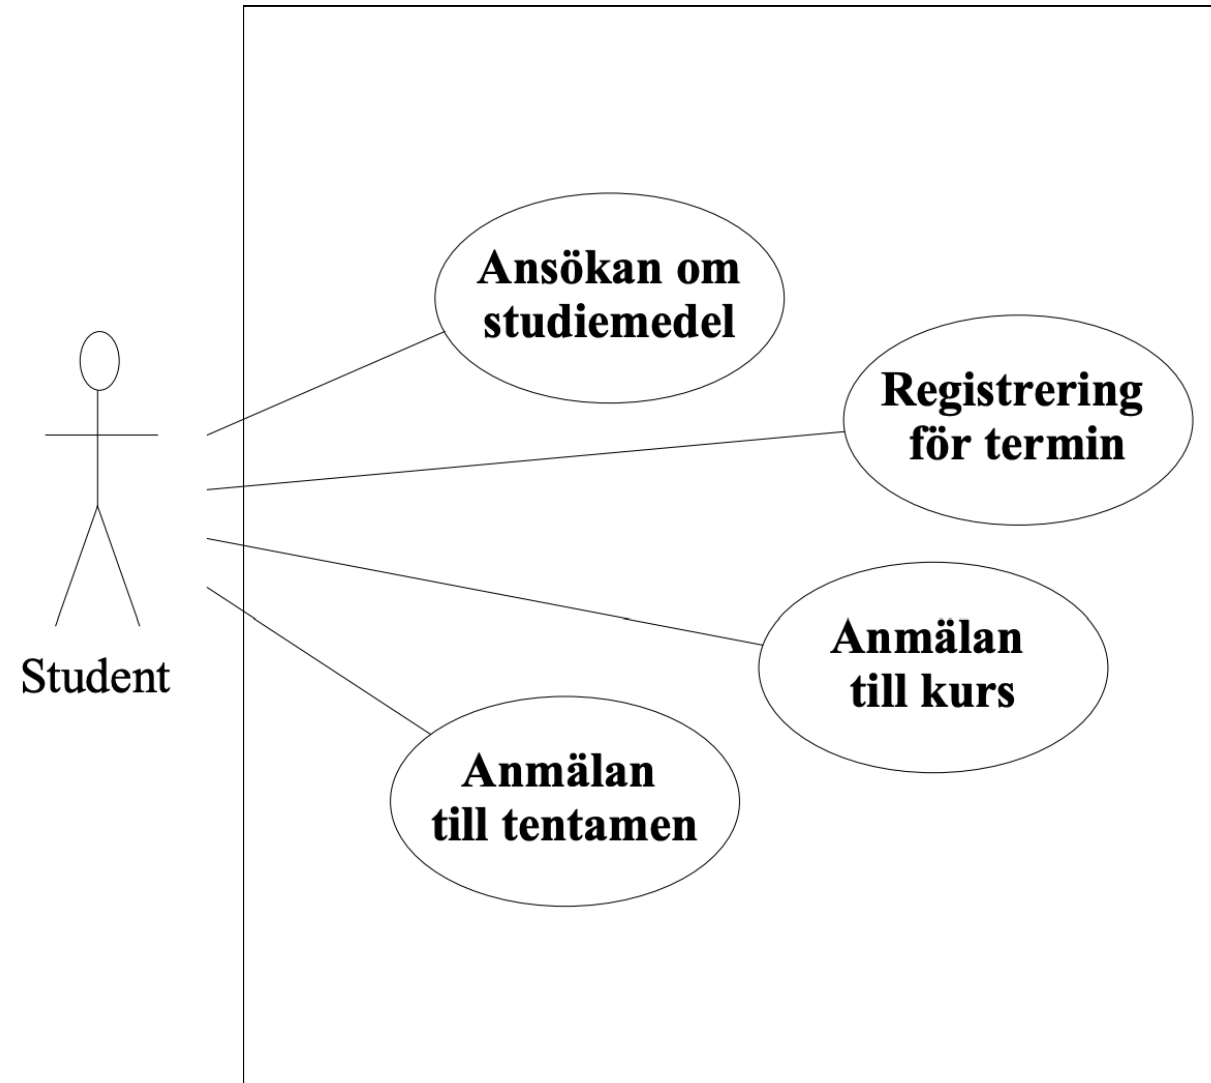 Ansökan om
studiemedel
Registrering
för termin
Anmälan
till kurs
Student
Anmälan
till tentamen